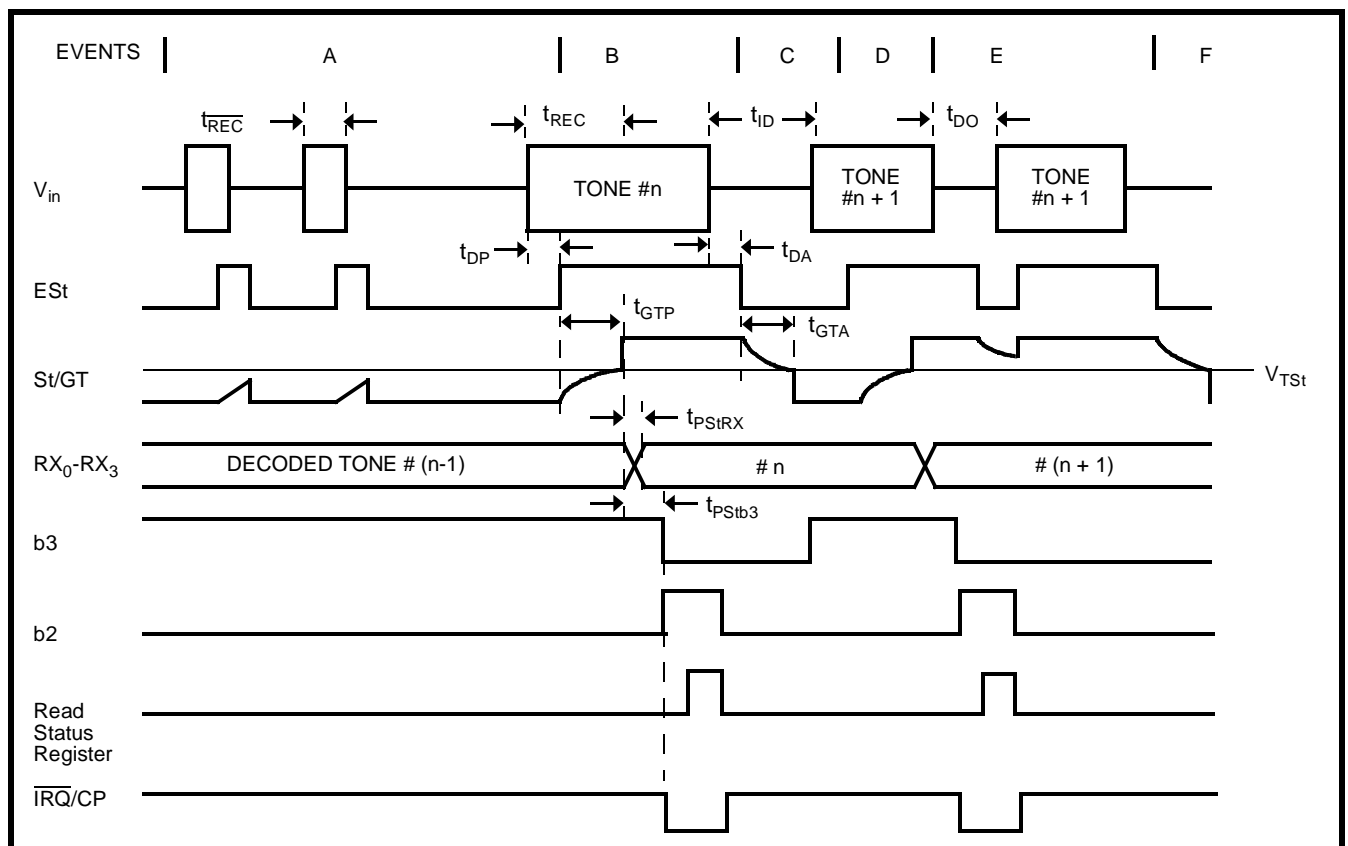 EVENTS A B C D E F
tREC tREC tID tDO
Vin TONE #n TONE #n + 1 TONE #n + 1
tDP tDA
ESt
tGTP tGTA
St/GT VTSt
tPStRX
RX0-RX3 DECODED TONE # (n-1) # n # (n + 1)
tPStb3
b3
b2
Read
Status
Register
IRQ/CP